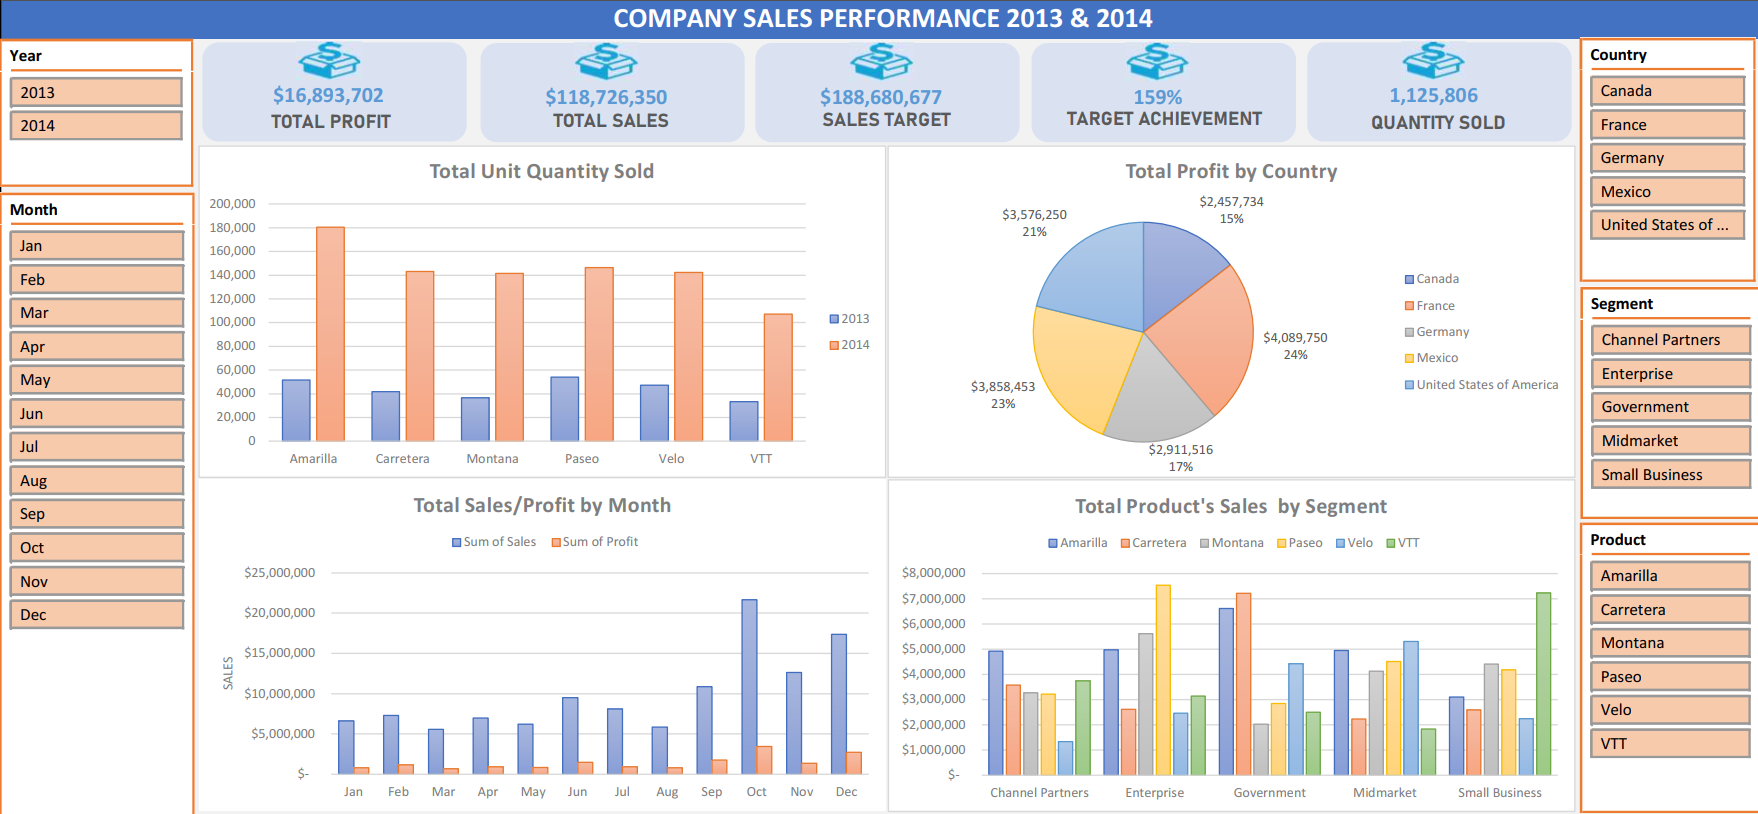 COMPANY SALES PERFORMANCE 2013 & 2014
Year
2013
2014
Month
Jan
Feb
Mar
Apr
May
Jun
Jul
Aug
Sep
Oct
Nov
Dec
$16,893,702
TOTAL PROFIT
$118,726,350
TOTAL SALES
$188,680,677
SALES TARGET
159%
TARGET ACHIEVEMENT
1,125,806
QUANTITY SOLD
Total Unit Quantity Sold
200,000
180,000
160,000
140,000
120,000
100,000
80,000
60,000
40,000
20,000
0
Amarilla Carretera Montana Paseo Velo VTT
2013
2014
Total Profit by Country
$2,457,734
15%
$4,089,750
24%
$2,911,516
17%
$3,858,453
23%
$3,576,250
21%
Canada
France
Germany
Mexico
United States of America
Total Sales/Profit by Month
Sum of Sales Sum of Profit
SALES
$25,000,000
$20,000,000
$15,000,000
$10,000,000
$5,000,000
$-
Jan Feb Mar Apr May Jun Jul Aug Sep Oct Nov Dec
Total Product's Sales by Segment
Amarilla Carretera Montana Paseo Velo VTT
$8,000,000
$7,000,000
$6,000,000
$5,000,000
$4,000,000
$3,000,000
$2,000,000
$1,000,000
$-
Channel Partners Enterprise Government Midmarket Small Business
Country
Canada
France
Germany
Mexico
United States of ...
Segment
Channel Partners
Enterprise
Government
Midmarket
Small Business
Product
Amarilla
Carretera
Montana
Paseo
Velo
VTT